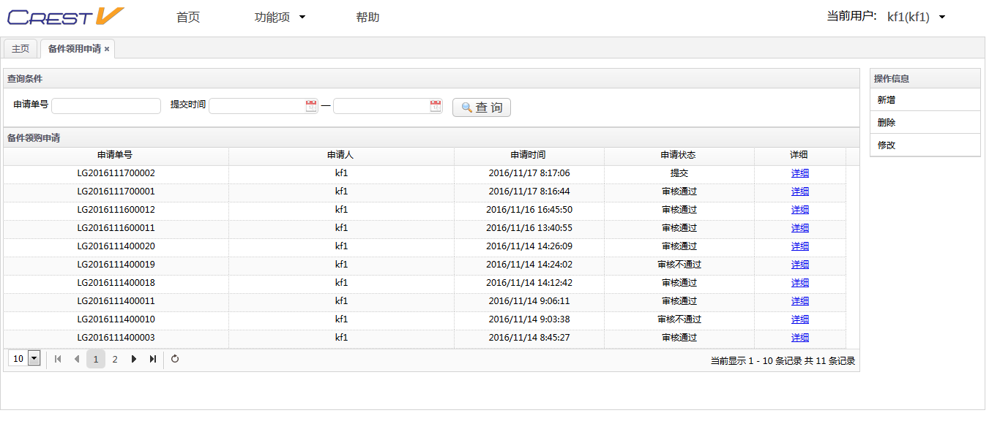 CRESTV 首页 功能项 帮助 当前用户: kf1(kf1)
主页 备件领用申请 ×
查询条件 操作信息
申请单号 提交时间 — 查 询 新增
删除
备件领购申请 修改
申请单号 申请人 申请时间 申请状态 详细
LG2016111700002 kf1 2016/11/17 8:17:06 提交 详细
LG2016111700001 kf1 2016/11/17 8:16:44 审核通过 详细
LG2016111600012 kf1 2016/11/16 16:45:50 审核通过 详细
LG2016111600011 kf1 2016/11/16 13:40:55 审核通过 详细
LG2016111400020 kf1 2016/11/14 14:26:09 审核通过 详细
LG2016111400019 kf1 2016/11/14 14:24:02 审核不通过 详细
LG2016111400018 kf1 2016/11/14 14:12:42 审核通过 详细
LG2016111400011 kf1 2016/11/14 9:06:11 审核通过 详细
LG2016111400010 kf1 2016/11/14 9:03:38 审核不通过 详细
LG2016111400003 kf1 2016/11/14 8:45:27 审核通过 详细
10 1 2 当前显示 1 - 10 条记录 共 11 条记录